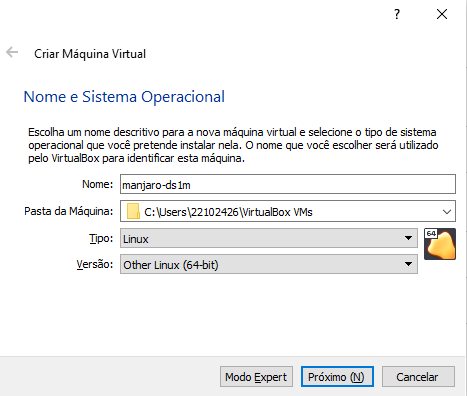 ?
Criar Máquina Virtual
Nome e Sistema Operacional
Escolha um nome descritivo para a nova máquina virtual e selecione o tipo de sistema
operacional que você pretende instalar nela. O nome que você escolher será utilizado
pelo VirtualBox para identificar esta máquina.
Nome: manjaro-ds1m
Pasta da Máquina: C:\Users\22102426\VirtualBox VMs
Tipo: Linux
64
Versão: Other Linux (64-bit)
Modo Expert Próximo (N) Cancelar